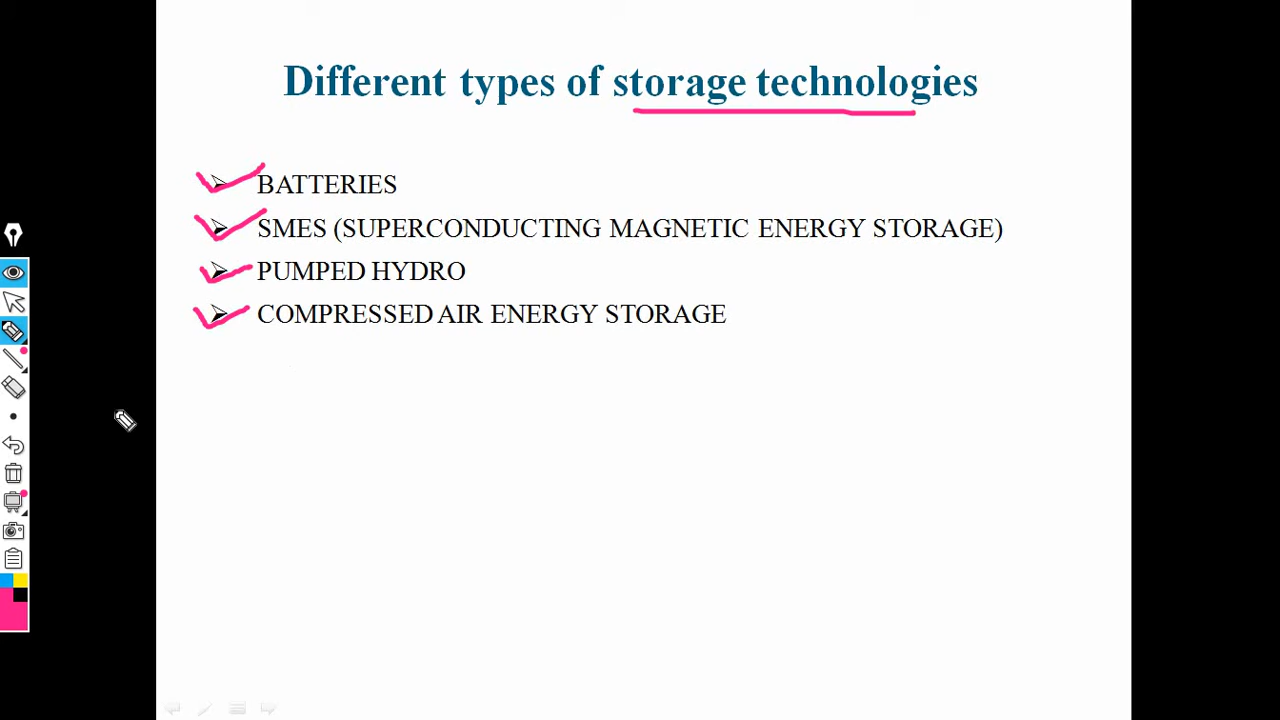 Different types of storage technologies
BATTERIES
SMES (SUPERCONDUCTING MAGNETIC ENERGY STORAGE)
PUMPED HYDRO
COMPRESSED AIR ENERGY STORAGE